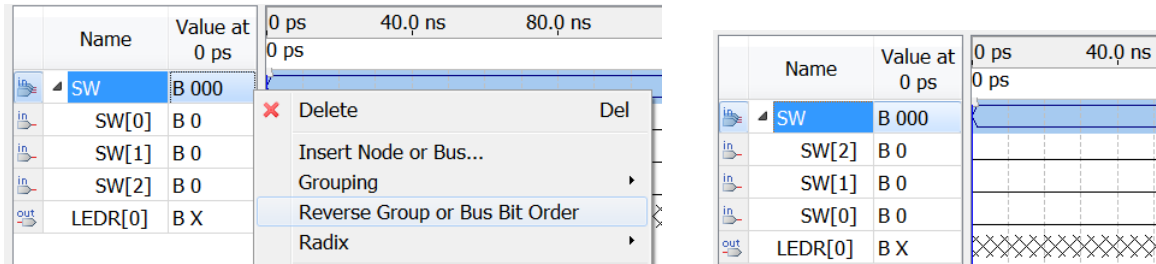 Name Value at 0 ps 0 ps 40.0 ns 80.0 ns
0 ps
SW B 000
SW[0] B 0
SW[1] B 0
SW[2] B 0
LEDR[0] B X
Delete Del
Insert Node or Bus...
Grouping
Reverse Group or Bus Bit Order
Radix
Name Value at 0 ps 0 ps 40.0 ns
0 ps
SW B 000
SW[2] B 0
SW[1] B 0
SW[0] B 0
LEDR[0] B X